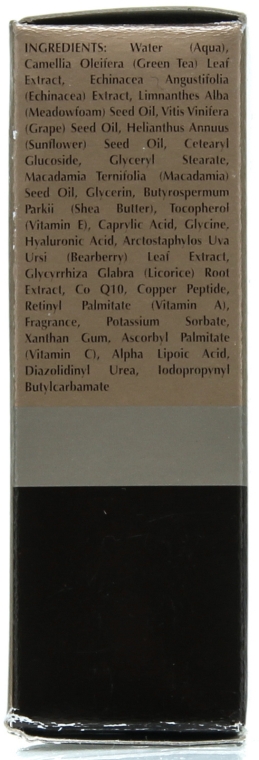 INGREDIENTS: Water (Aqua),
Camellia Oleifera (Green Tea) Leaf
Extract, Echinacea Angustifolia
(Echinacea) Extract, Limnanthes Alba
(Meadowfoam) Seed Oil, Vitis Vinifera
(Grape) Seed Oil, Helianthus Annuus
(Sunflower) Seed Oil, Cetearyl
Glucoside, Glyceryl Stearate,
Macadamia Ternifolia (Macadamia)
Seed Oil, Glycerin, Butyrospermum
Parkii (Shea Butter), Tocopherol
(Vitamin E), Caprylic Acid, Glycine,
Hyaluronic Acid, Arctostaphylos Uva
Ursi (Bearberry) Leaf Extract,
Glycyrrhiza Glabra (Licorice) Root
Extract, Co Q10, Copper Peptide,
Retinyl Palmitate (Vitamin A),
Fragrance, Potassium Sorbate,
Xanthan Gum, Ascorbyl Palmitate
(Vitamin C), Alpha Lipoic Acid,
Diazolidinyl Urea, Iodopropynyl
Butylcarbamate